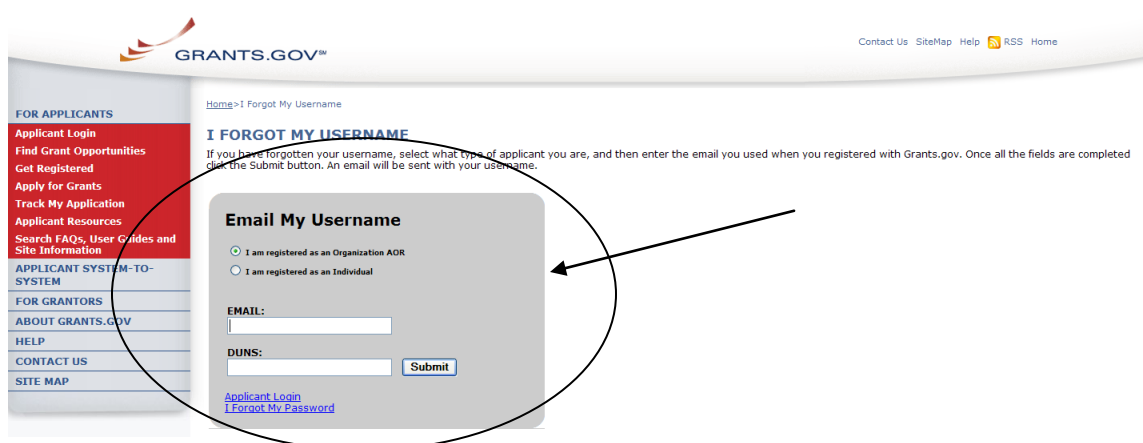 GRANTS.GOV℠
Contact Us SiteMap Help RSS Home
FOR APPLICANTS
Applicant Login
Find Grant Opportunities
Get Registered
Apply for Grants
Track My Application
Applicant Resources
Search FAQs, User Guides and
Site Information
APPLICANT SYSTEM-TO-
SYSTEM
FOR GRANTORS
ABOUT GRANTS.GOV
HELP
CONTACT US
SITE MAP
Home>I Forgot My Username
I FORGOT MY USERNAME
If you have forgotten your username, select what type of applicant you are, and then enter the email you used when you registered with Grants.gov. Once all the fields are completed
click the Submit button. An email will be sent with your username.
Email My Username
I am registered as an Organization AOR
I am registered as an Individual
EMAIL:
DUNS:
Submit
Applicant Login
I Forgot My Password